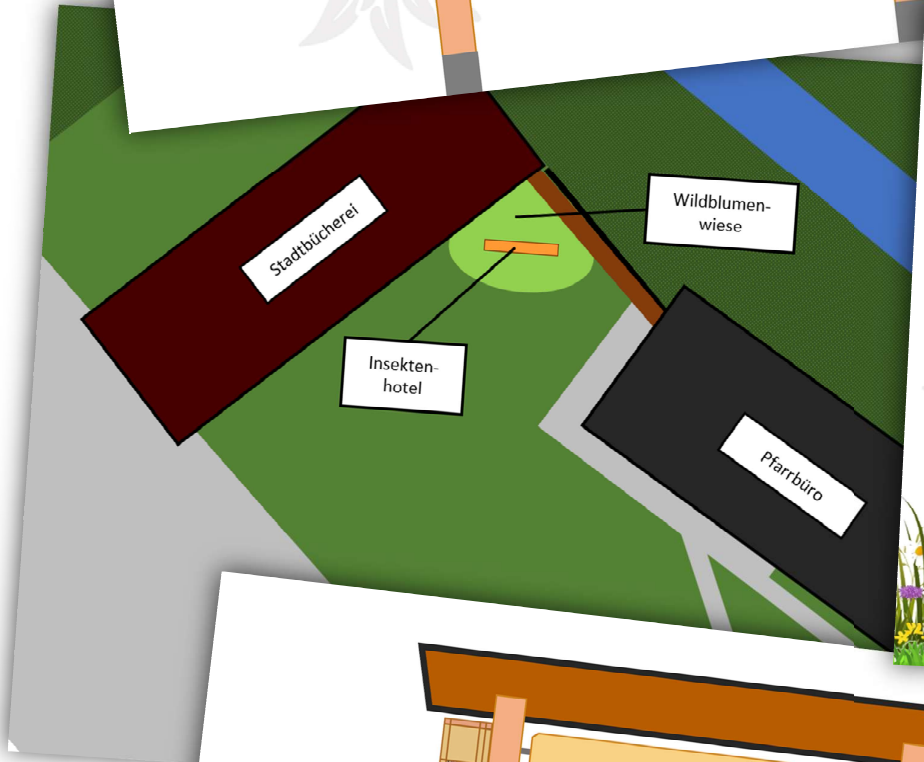 Stadtbücherei
Wildblumen-
wiese
Insekten-
hotel
Pfarrbüro